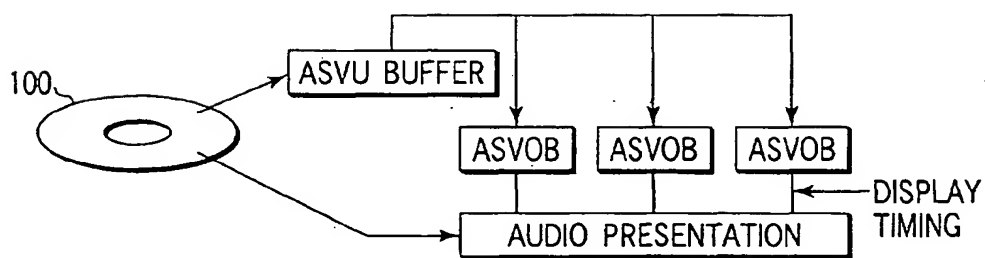 100
ASVU BUFFER
ASVOB ASVOB ASVOB
DISPLAY
TIMING
AUDIO PRESENTATION